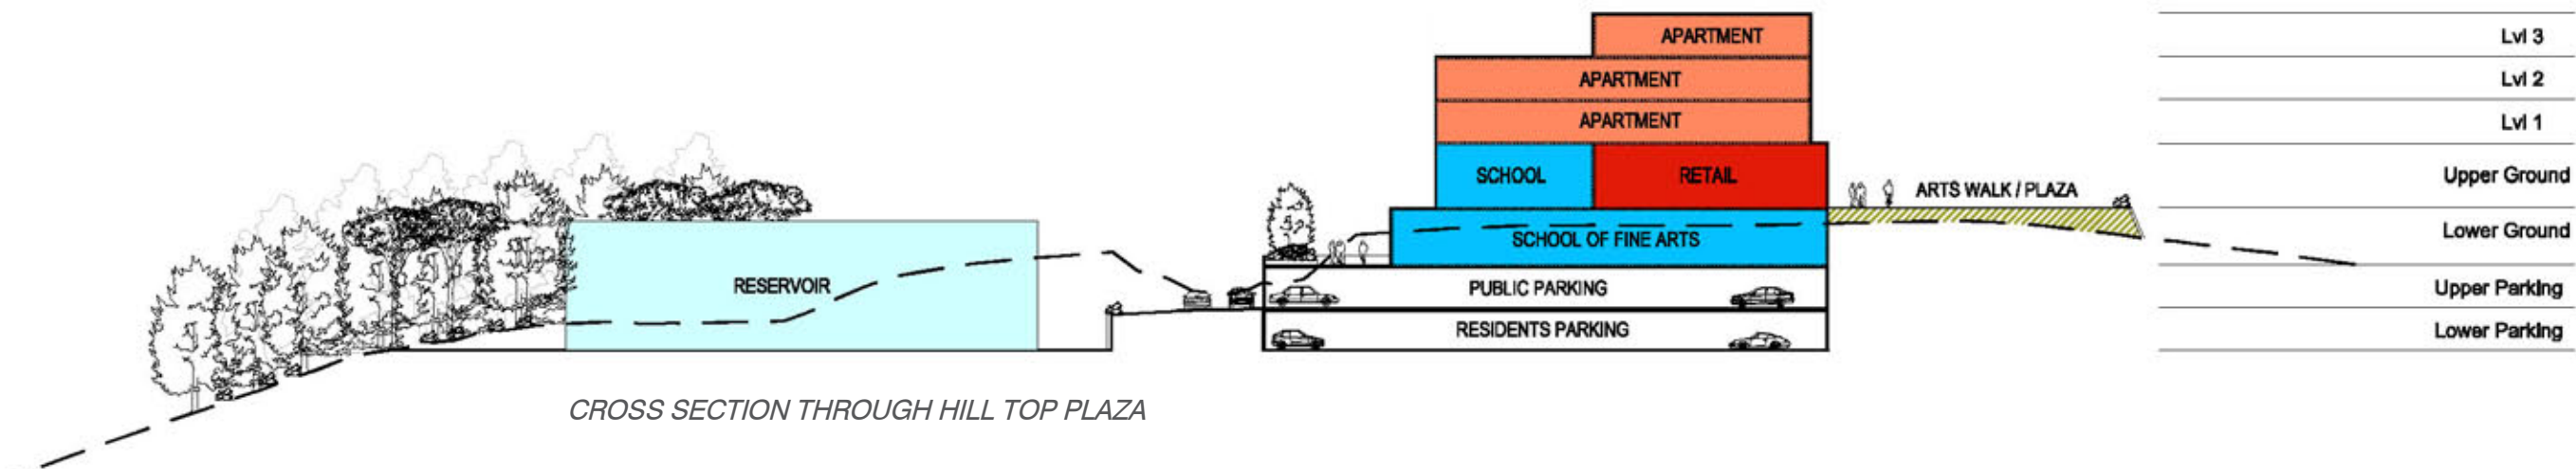 APARTMENT
Lvl 3
APARTMENT
Lvl 2
APARTMENT
Lvl 1
SCHOOL
RETAIL
ARTS WALK / PLAZA
Upper Ground
SCHOOL OF FINE ARTS
Lower Ground
RESERVOIR
PUBLIC PARKING
Upper Parking
RESIDENTS PARKING
Lower Parking
CROSS SECTION THROUGH HILL TOP PLAZA